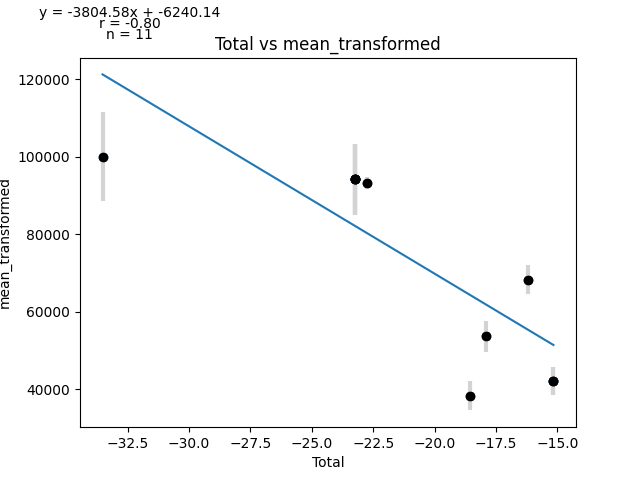 y = -3804.58x + -6240.14
r = -0.80
n = 11
Total vs mean_transformed
120000
100000
80000
60000
40000
mean_transformed
−32.5 −30.0 −27.5 −25.0 −22.5 −20.0 −17.5 −15.0
Total